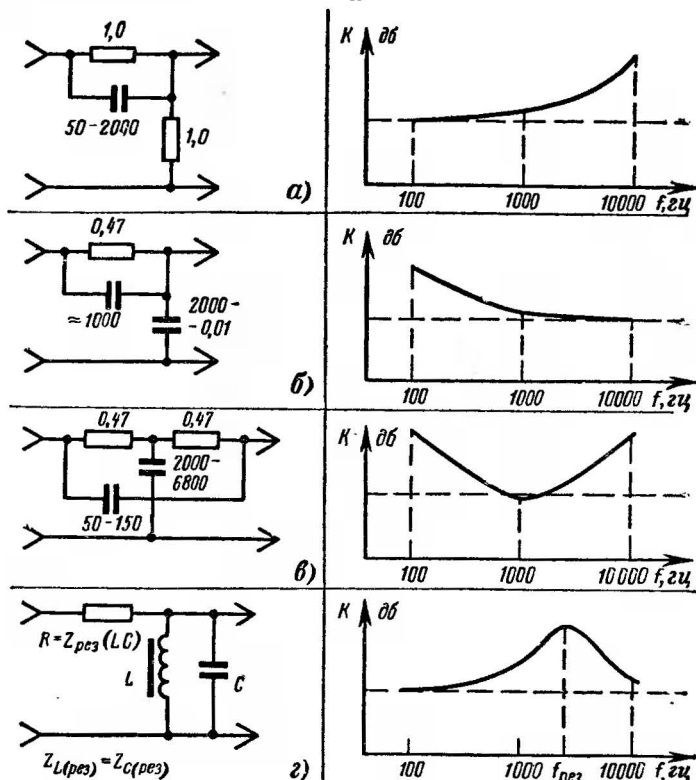 1,0
50-2000
1,0
а)
К дб
100 1000 10000 f,гц
0,47
≈1000
2000-
-0,01
б)
К дб
100 1000 10000 f,гц
0,47 0,47
2000-
6800
50-150
в)
К дб
100 1000 10000 f,гц
R=Zрез(LC)
L
C
ZL(рез)=ZC(рез)
г)
К дб
100 1000 fрез 10000 f,гц